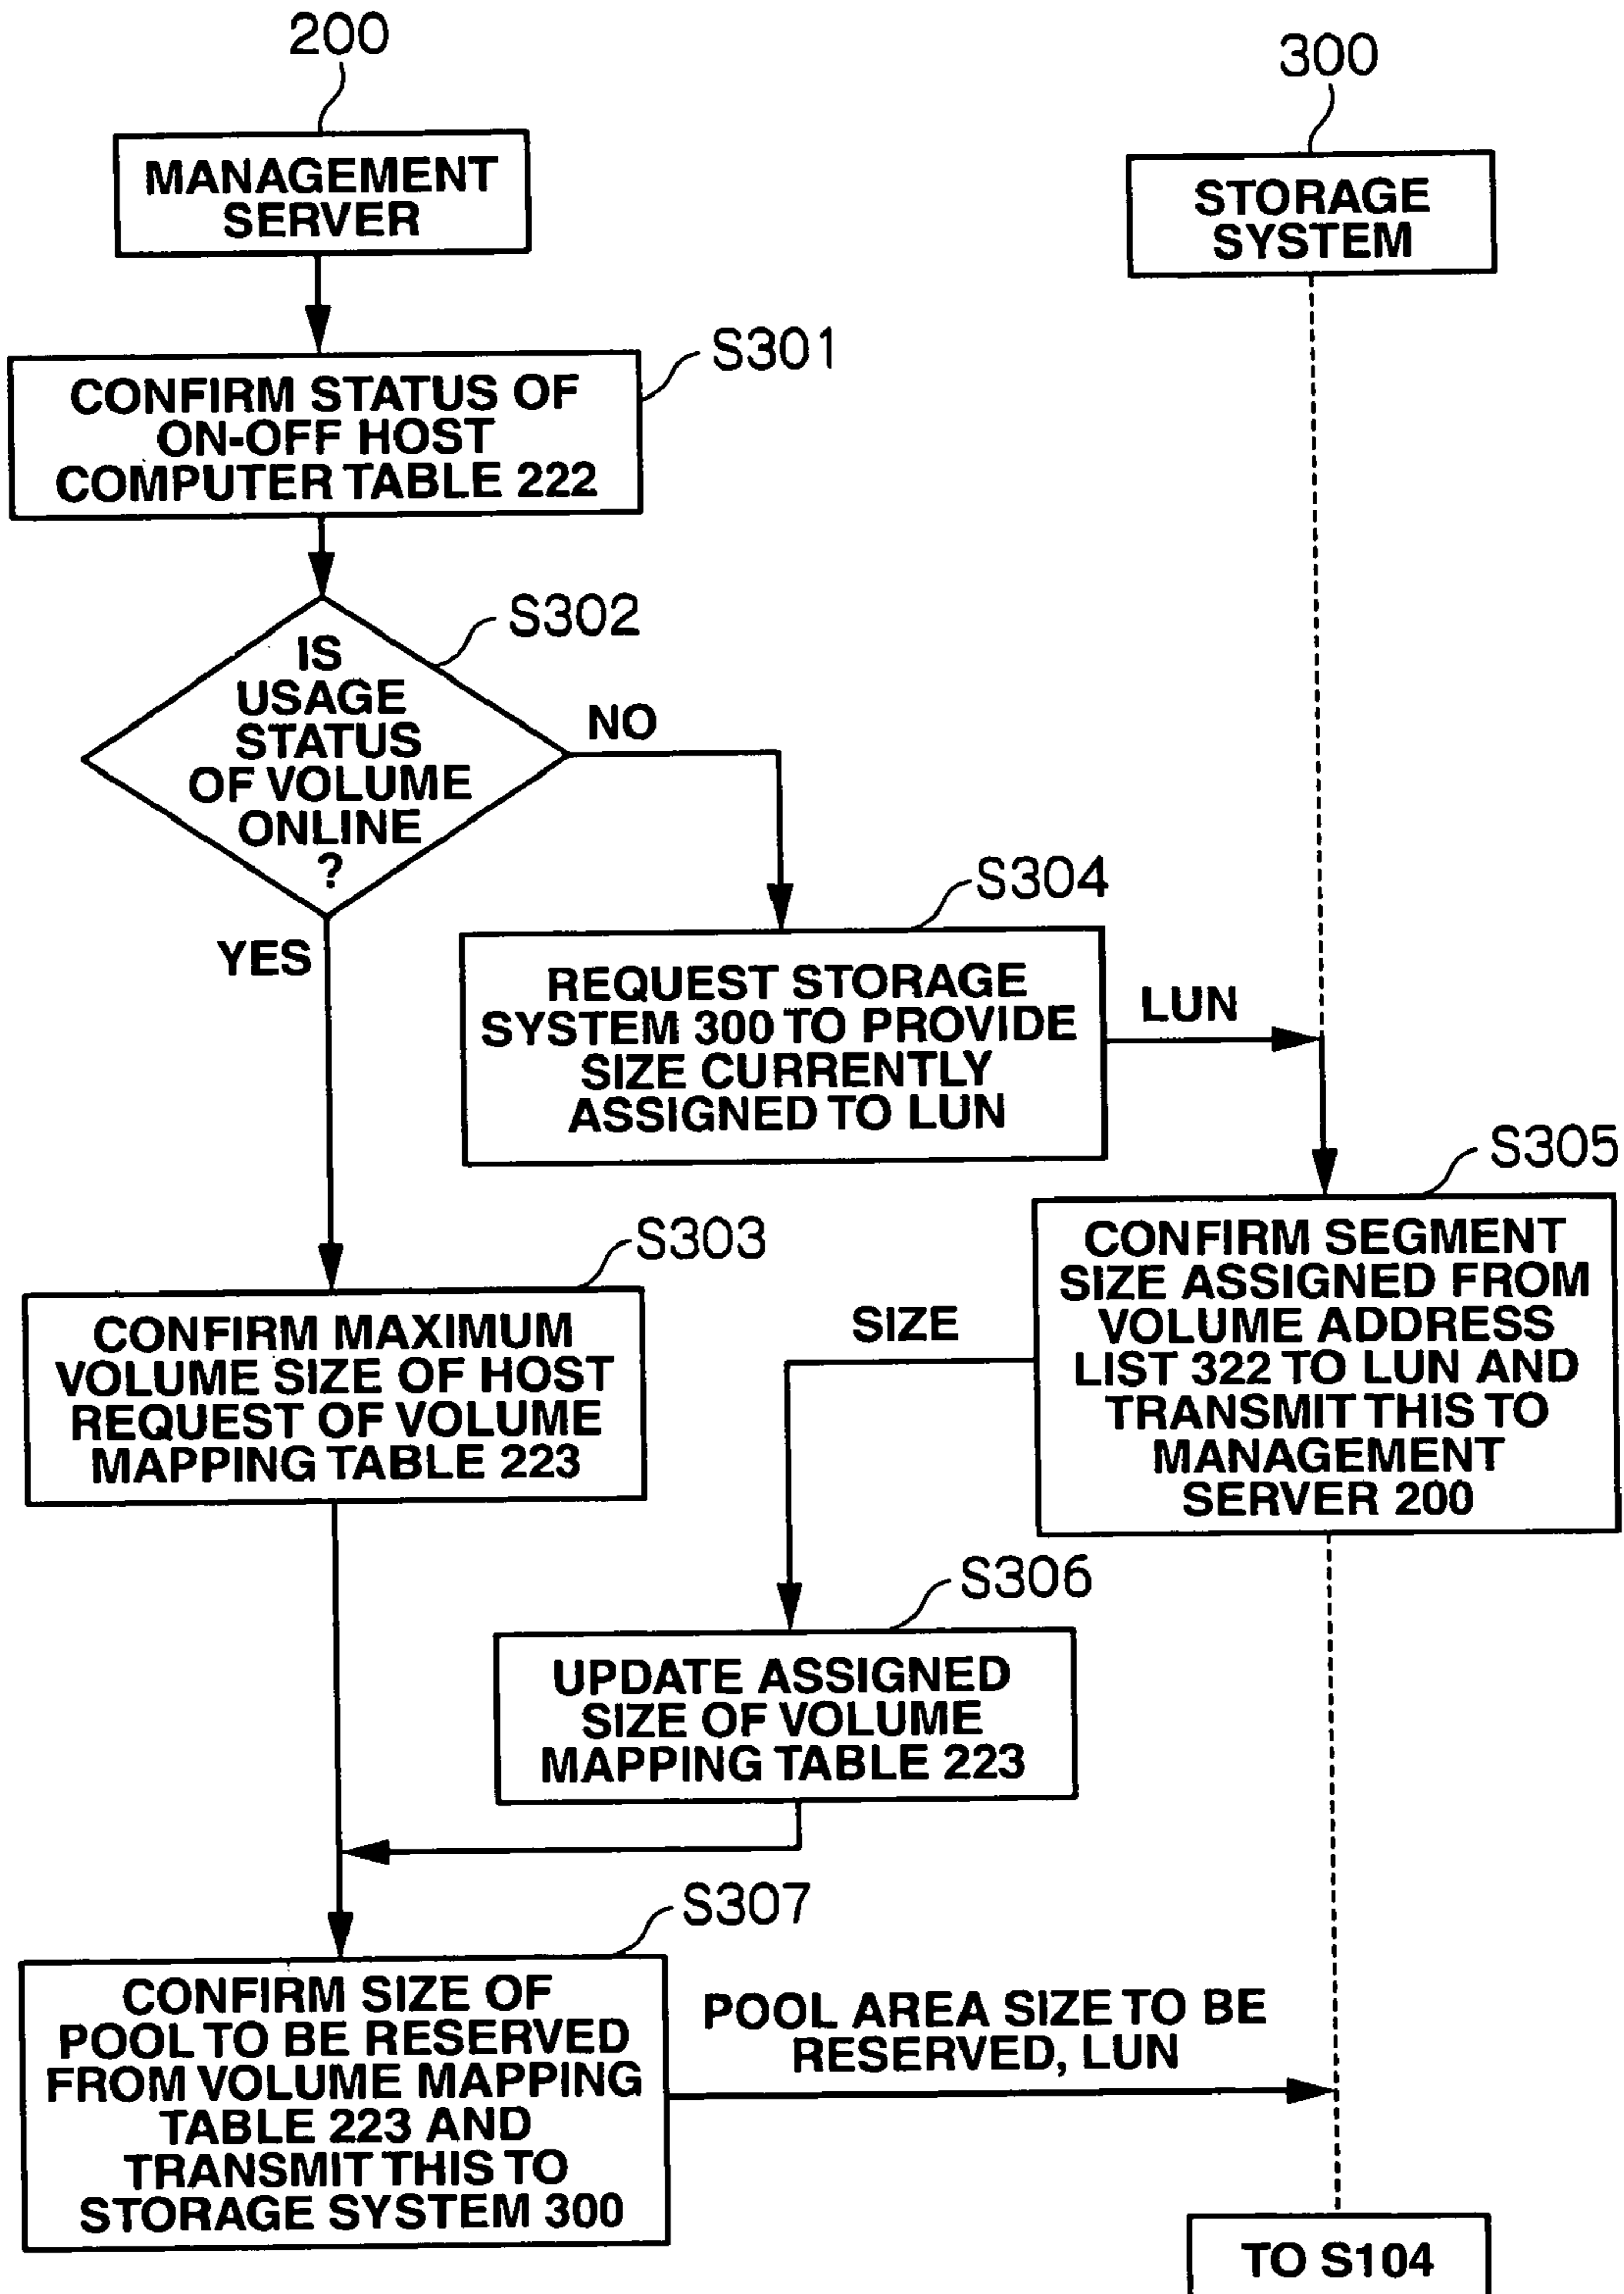 200
300
MANAGEMENT
SERVER
STORAGE
SYSTEM
S301
CONFIRM STATUS OF
ON-OFF HOST
COMPUTER TABLE 222
S302
IS
USAGE
STATUS
OF VOLUME
ONLINE
?
NO
YES
S304
REQUEST STORAGE
SYSTEM 300 TO PROVIDE
SIZE CURRENTLY
ASSIGNED TO LUN
LUN
S305
CONFIRM SEGMENT
SIZE ASSIGNED FROM
VOLUME ADDRESS
LIST 322 TO LUN AND
TRANSMIT THIS TO
MANAGEMENT
SERVER 200
S303
CONFIRM MAXIMUM
VOLUME SIZE OF HOST
REQUEST OF VOLUME
MAPPING TABLE 223
SIZE
S306
UPDATE ASSIGNED
SIZE OF VOLUME
MAPPING TABLE 223
S307
CONFIRM SIZE OF
POOL TO BE RESERVED
FROM VOLUME MAPPING
TABLE 223 AND
TRANSMIT THIS TO
STORAGE SYSTEM 300
POOL AREA SIZE TO BE
RESERVED, LUN
TO S104